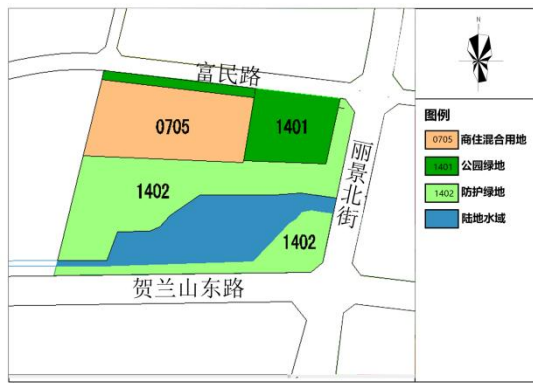 富民路
0705
1401
丽景北街
1402
1402
贺兰山东路
N
图例
0705 商住混合用地
1401 公园绿地
1402 防护绿地
陆地水域